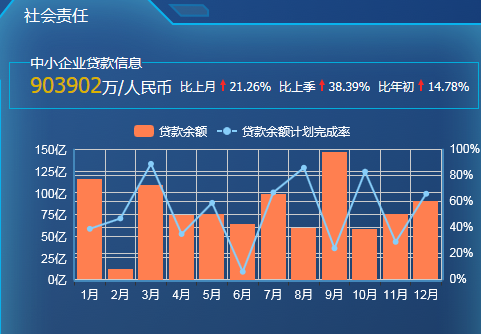 社会责任
中小企业贷款信息
903902万/人民币 比上月 21.26% 比上季 38.39% 比年初 14.78%
贷款余额 贷款余额计划完成率
150亿 100%
125亿 80%
100亿
75亿 60%
50亿 40%
25亿 20%
0亿 0%
1月 2月 3月 4月 5月 6月 7月 8月 9月 10月 11月 12月